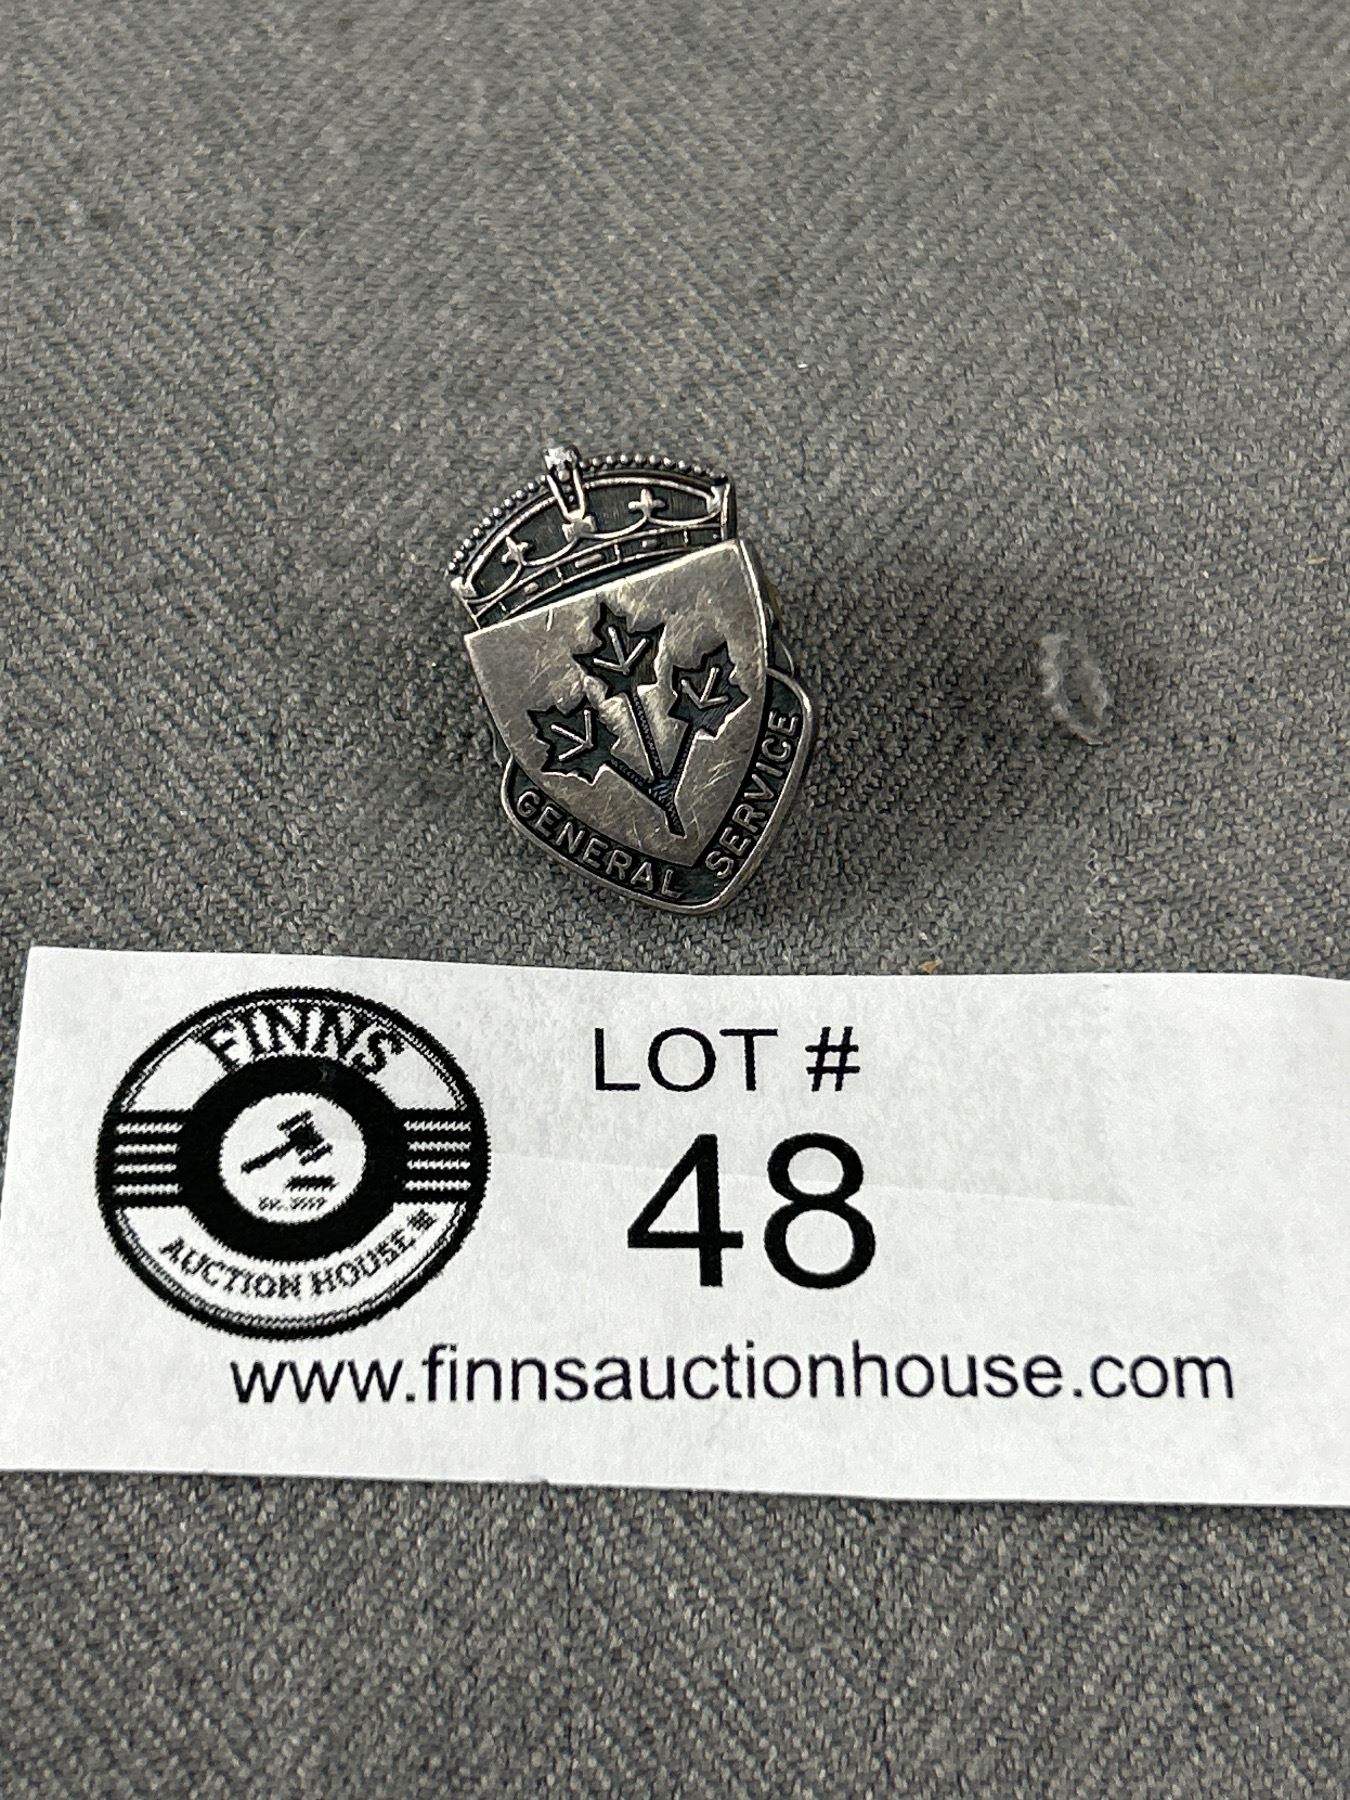 GENERAL SERVICE
FINNS
AUCTION HOUSE
LOT #
48
www.finnsauctionhouse.com